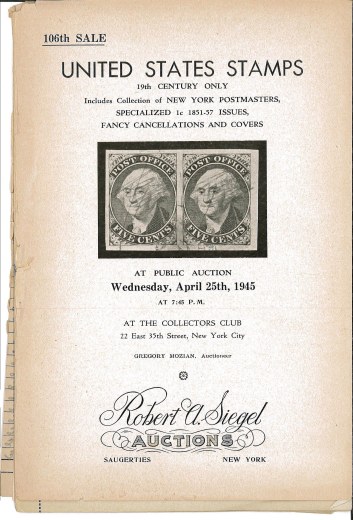 106th SALE
UNITED STATES STAMPS
19th CENTURY ONLY
Includes Collection of NEW YORK POSTMASTERS,
SPECIALIZED 1c 1851-57 ISSUES,
FANCY CANCELLATIONS AND COVERS
POST OFFICE POST OFFICE
FIVE CENTS FIVE CENTS
AT PUBLIC AUCTION
Wednesday, April 25th, 1945
AT 7:45 P. M.
AT THE COLLECTORS CLUB
22 East 35th Street, New York City
GREGORY MOZIAN, Auctioneer
Robert A. Siegel
AUCTIONS
SAUGERTIES NEW YORK